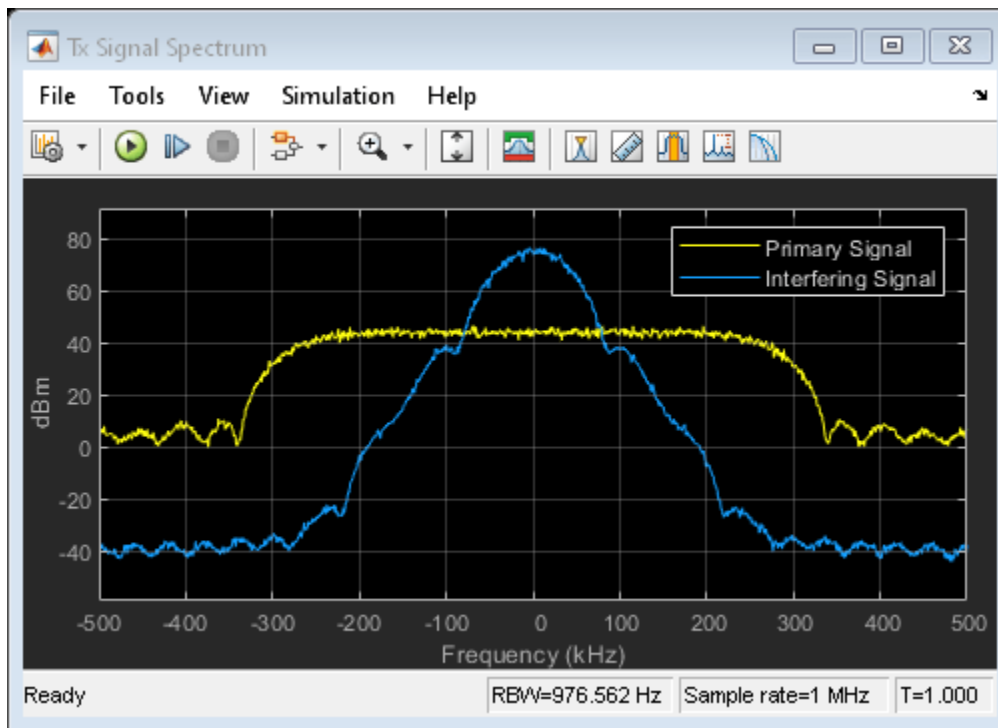 Tx Signal Spectrum
File Tools View Simulation Help
Primary Signal
Interfering Signal
80
60
40
20
0
-20
-40
dBm
-500 -400 -300 -200 -100 0 100 200 300 400 500
Frequency (kHz)
Ready RBW=976.562 Hz Sample rate=1 MHz T=1.000